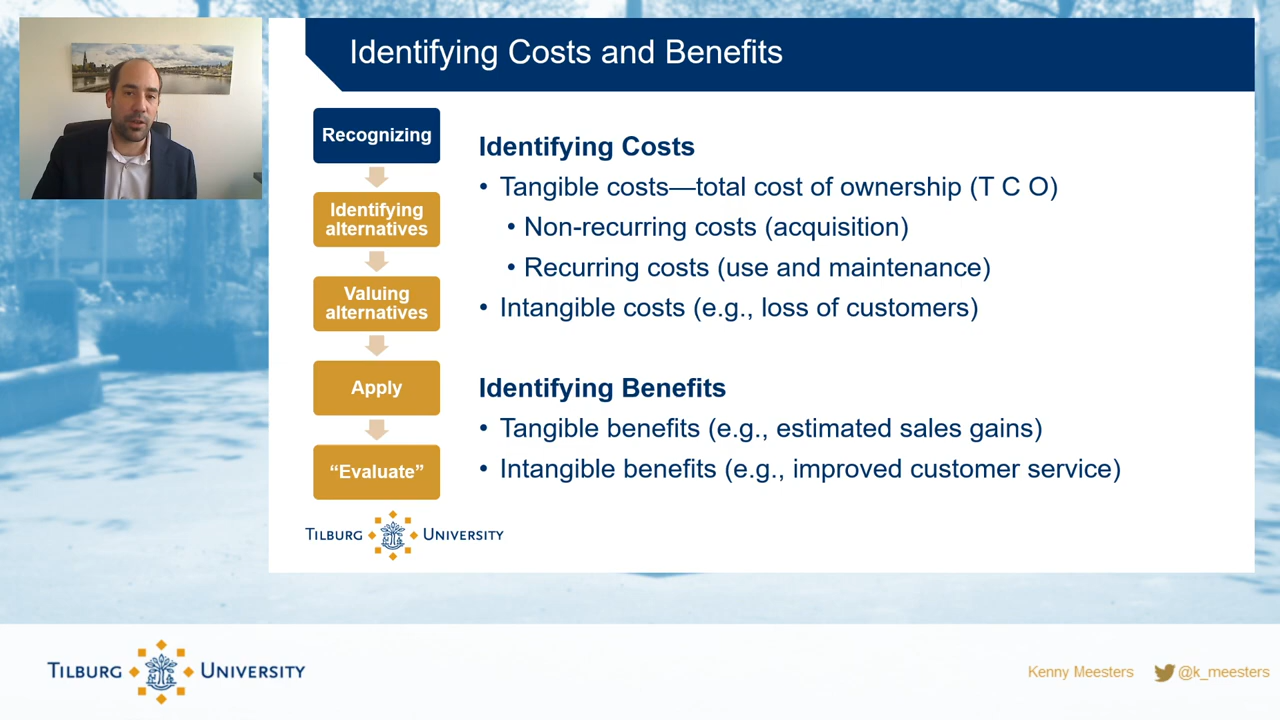 Identifying Costs and Benefits
Recognizing
Identifying
alternatives
Valuing
alternatives
Apply
“Evaluate”
Identifying Costs
• Tangible costs—total cost of ownership (T C O)
• Non-recurring costs (acquisition)
• Recurring costs (use and maintenance)
• Intangible costs (e.g., loss of customers)
Identifying Benefits
• Tangible benefits (e.g., estimated sales gains)
• Intangible benefits (e.g., improved customer service)
TILBURG UNIVERSITY
TILBURG UNIVERSITY
Kenny Meesters @k_meesters